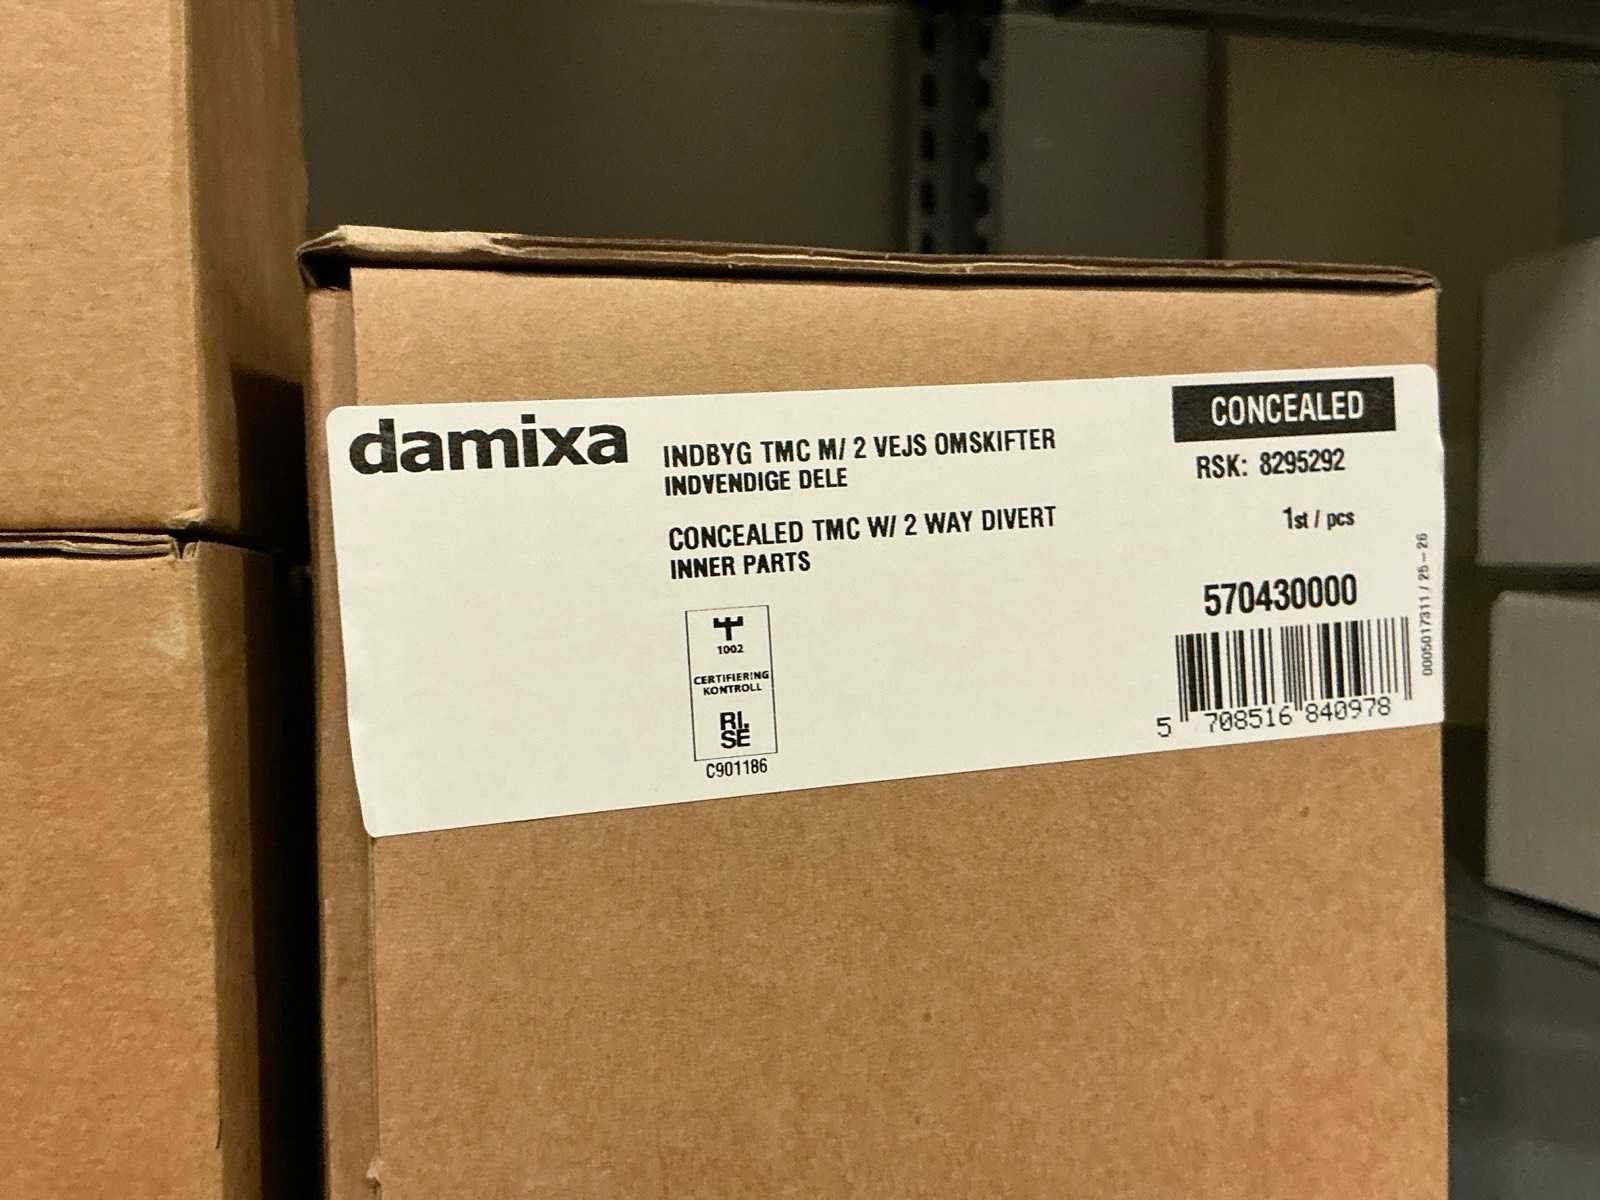 damixa
INDBYG TMC M/ 2 VEJS OMSKIFTER
INDVENDIGE DELE
CONCEALED TMC W/ 2 WAY DIVERT
INNER PARTS
1002
CERTIFIERING
KONTROLL
RI.
SE
C901186
CONCEALED
RSK: 8295292
1st / pcs
570430000
5 708516 840978
0005017311 / 25 - 26